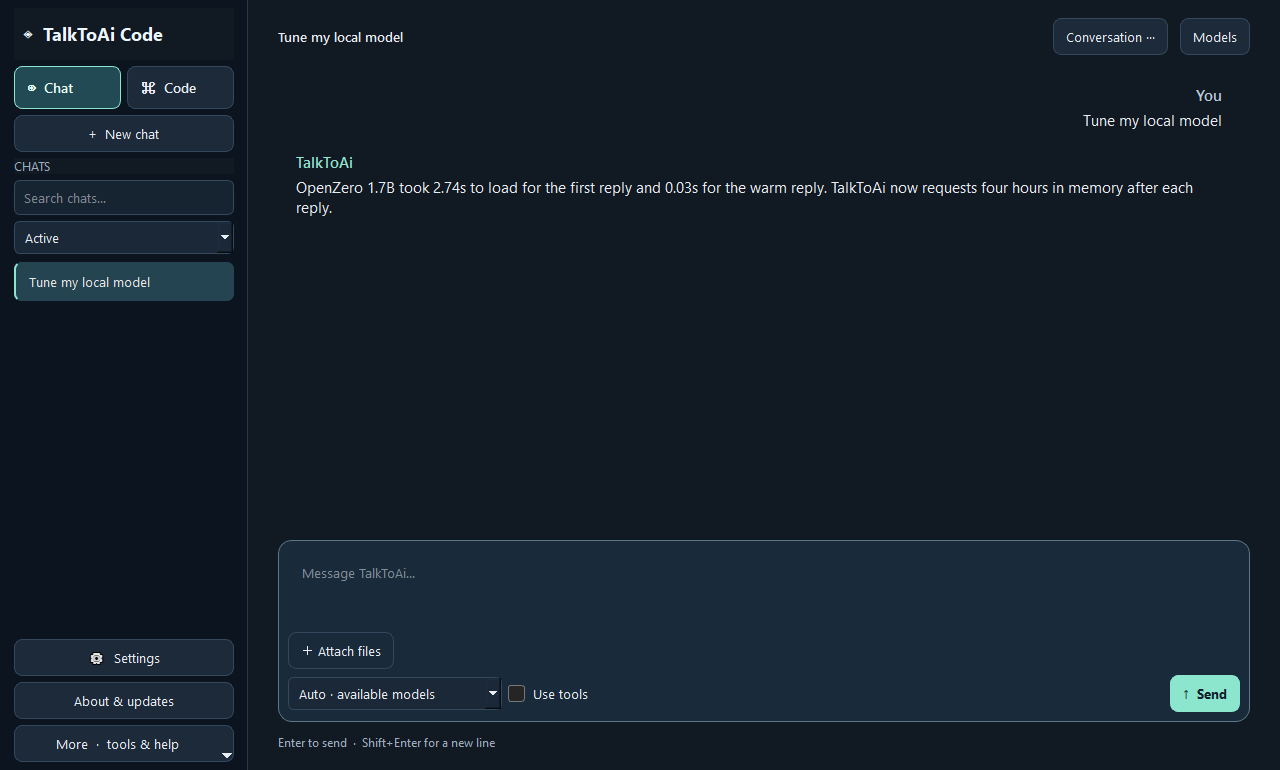 TalkToAi Code
Chat
Code
+ New chat
CHATS
Search chats...
Active
Tune my local model
Settings
About & updates
More · tools & help
Tune my local model
Conversation ···
Models
You
Tune my local model
TalkToAi
OpenZero 1.7B took 2.74s to load for the first reply and 0.03s for the warm reply. TalkToAi now requests four hours in memory after each
reply.
Message TalkToAi...
+ Attach files
Auto · available models
Use tools
↑ Send
Enter to send · Shift+Enter for a new line